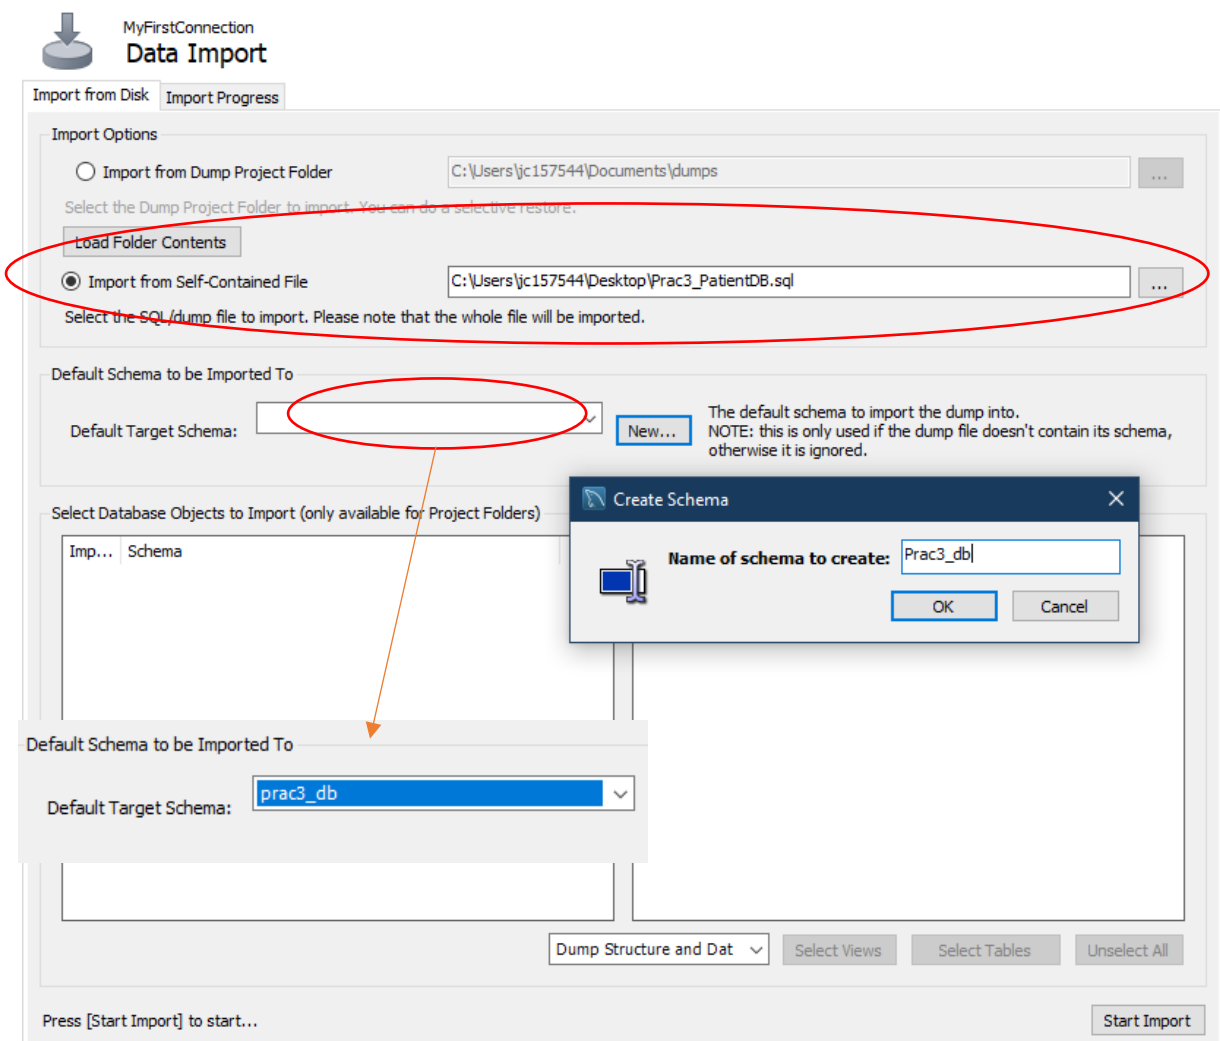 MyFirstConnection
Data Import
Import from Disk
Import Progress
Import Options
Import from Dump Project Folder
C:\Users\jc157544\Documents\dumps
...
Select the Dump Project Folder to import. You can do a selective restore.
Load Folder Contents
Import from Self-Contained File
C:\Users\jc157544\Desktop\Prac3_PatientDB.sql
...
Select the SQL/dump file to import. Please note that the whole file will be imported.
Default Schema to be Imported To
Default Target Schema:
New...
The default schema to import the dump into.
NOTE: this is only used if the dump file doesn't contain its schema,
otherwise it is ignored.
Create Schema
Name of schema to create:
Prac3_db
OK
Cancel
Select Database Objects to Import (only available for Project Folders)
Imp...
Schema
Default Schema to be Imported To
Default Target Schema:
prac3_db
Dump Structure and Dat
Select Views
Select Tables
Unselect All
Press [Start Import] to start...
Start Import